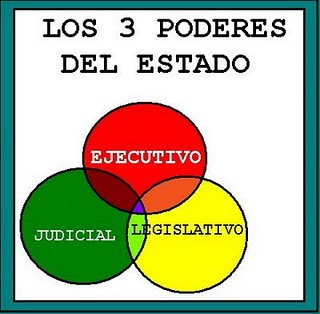 LOS 3 PODERES
DEL ESTADO
EJECUTIVO
JUDICIAL
LEGISLATIVO